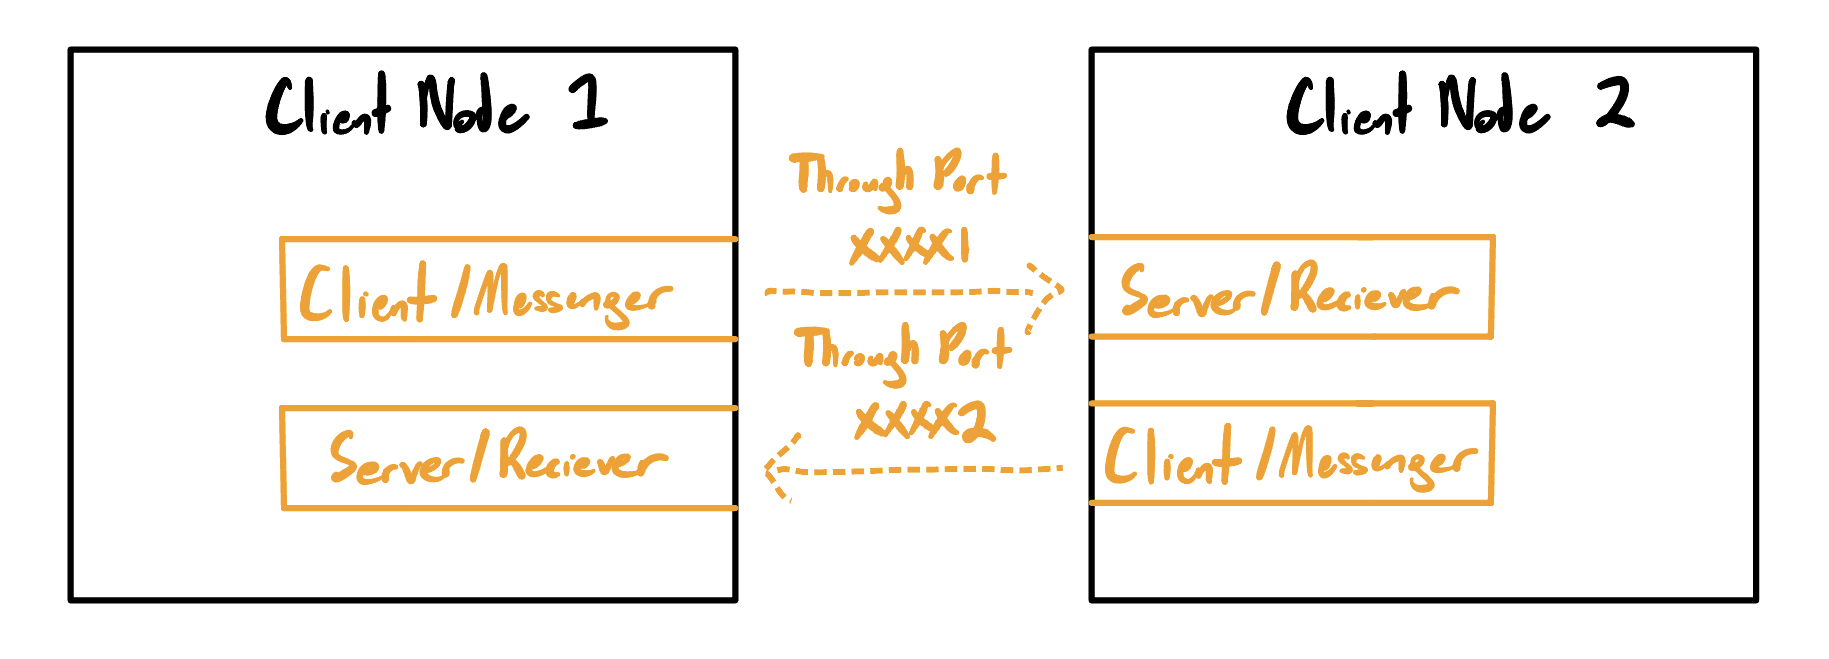 Client Node 1
Client Node 2
Through Port
XXXX1
Client/Messenger
Server/Reciever
Through Port
XXXX2
Server/Reciever
Client/Messenger